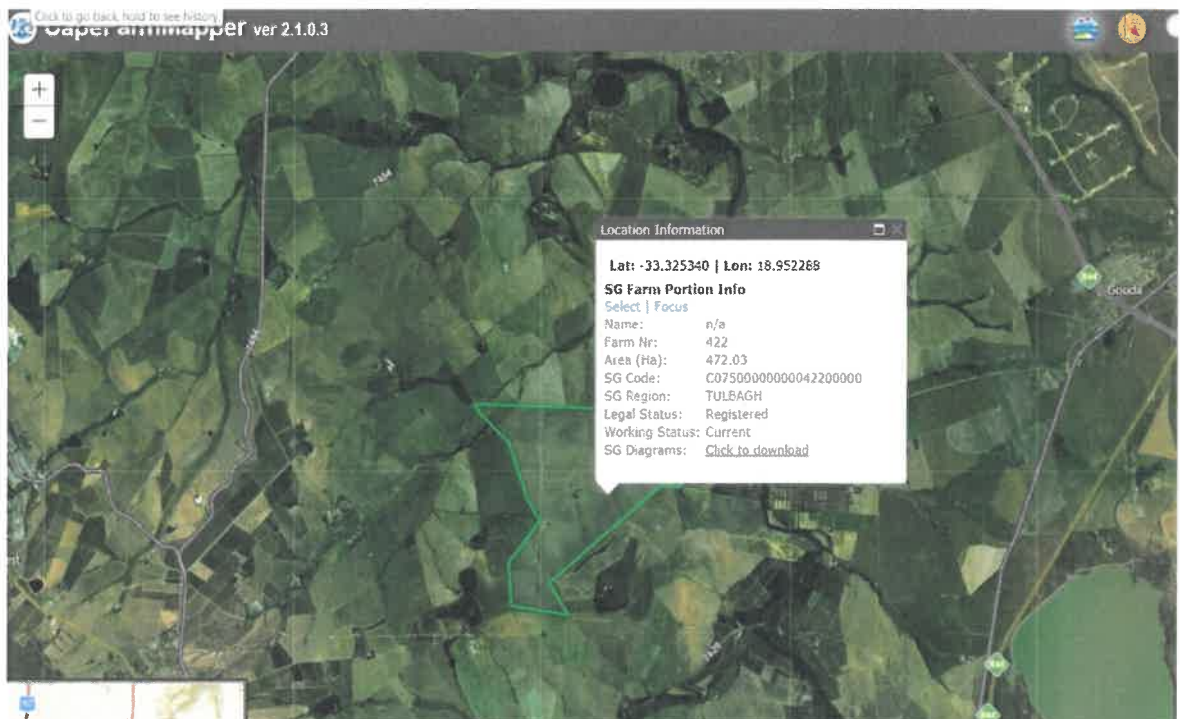 Click to go back, hold to see history
CapeFarmMapper ver 2.1.0.3
+
−
Location Information
Lat: -33.325340 | Lon: 18.952268
SG Farm Portion Info
Select | Focus
Name: n/a
Farm Nr: 422
Area (Ha): 472.03
SG Code: C07500000000042200000
SG Region: TULBAGH
Legal Status: Registered
Working Status: Current
SG Diagrams: Click to download
Gouda